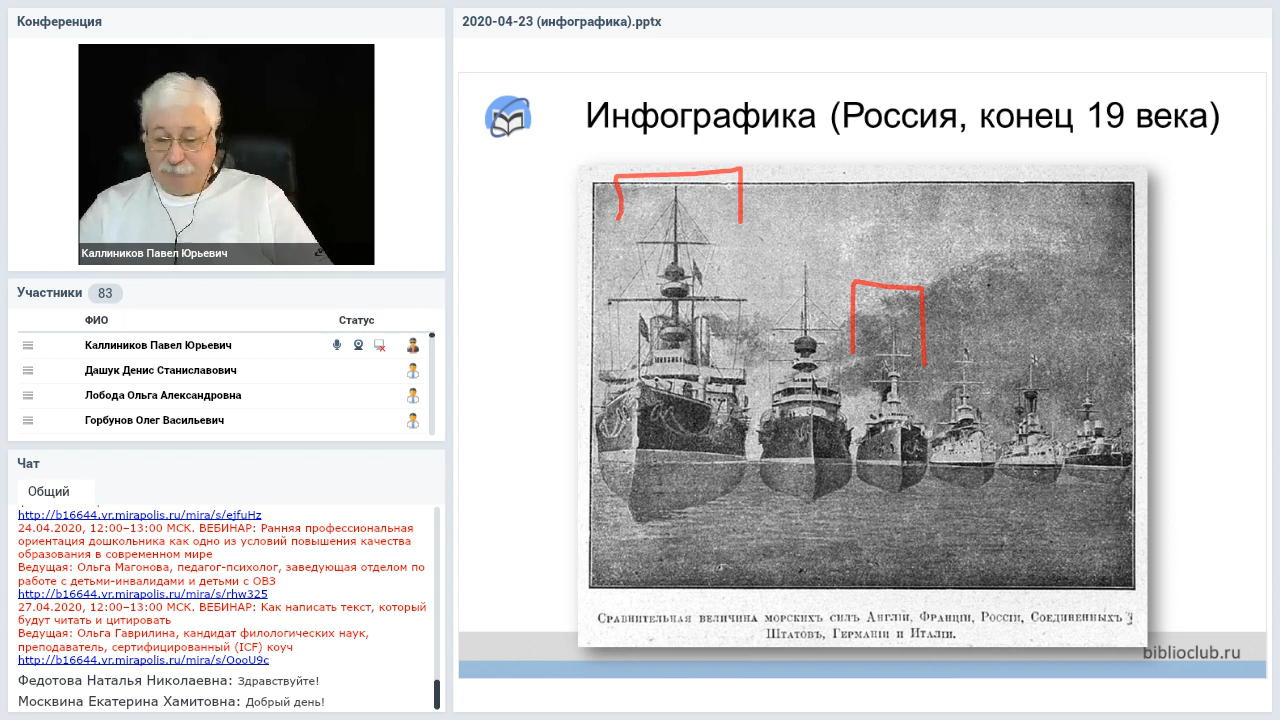 Конференция
Каллиников Павел Юрьевич
Участники 83
ФИО Статус
Каллиников Павел Юрьевич
Дашук Денис Станиславович
Лобода Ольга Александровна
Горбунов Олег Васильевич
Чат
Общий
http://b16644.vr.mirapolis.ru/mira/s/ejfuHz
24.04.2020, 12:00–13:00 МСК. ВЕБИНАР: Ранняя профессиональная
ориентация дошкольника как одно из условий повышения качества
образования в современном мире
Ведущая: Ольга Магонова, педагог-психолог, заведующая отделом по
работе с детьми-инвалидами и детьми с ОВЗ
http://b16644.vr.mirapolis.ru/mira/s/rhw325
27.04.2020, 12:00–13:00 МСК. ВЕБИНАР: Как написать текст, который
будут читать и цитировать
Ведущая: Ольга Гаврилина, кандидат филологических наук,
преподаватель, сертифицированный (ICF) коуч
http://b16644.vr.mirapolis.ru/mira/s/OooU9c
Федотова Наталья Николаевна: Здравствуйте!
Москвина Екатерина Хамитовна: Добрый день!
2020-04-23 (инфографика).pptx
Инфографика (Россия, конец 19 века)
Сравнительная величина морскихъ силъ Англіи, Франціи, Россіи, Соединенныхъ
Штатовъ, Германіи и Италіи.
biblioclub.ru